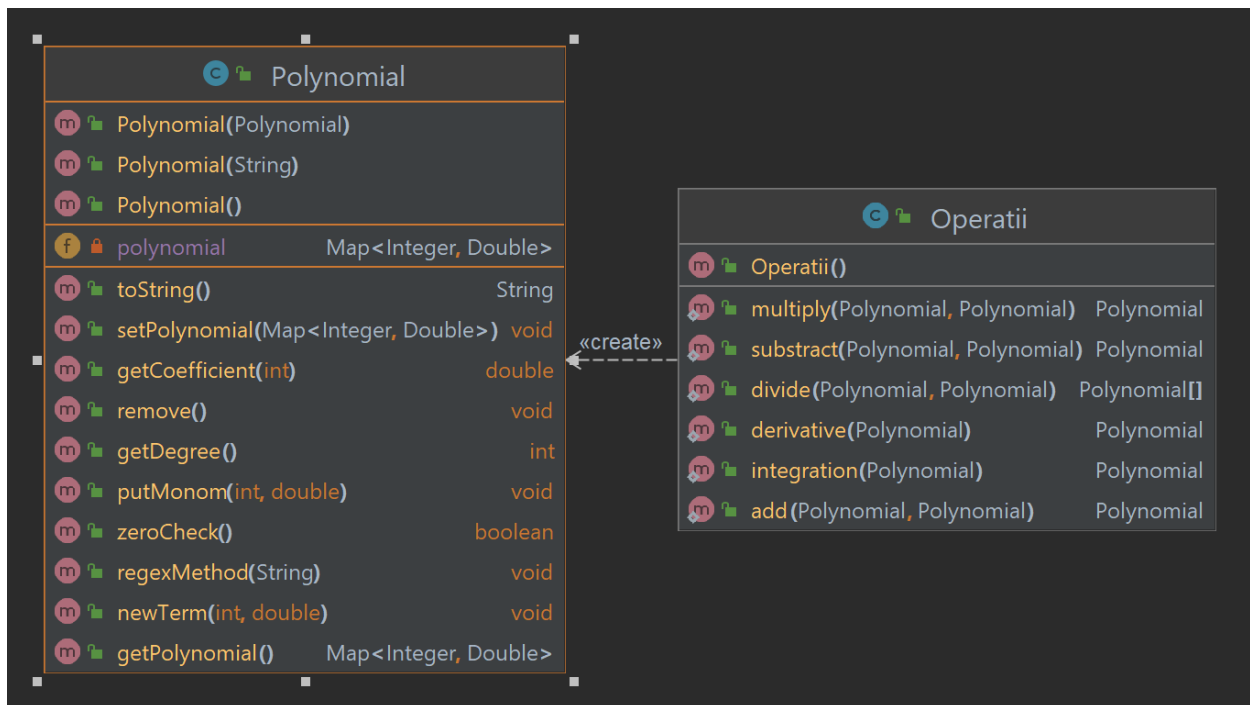 Polynomial
Polynomial(Polynomial)
Polynomial(String)
Polynomial()
polynomial Map<Integer, Double>
toString() String
setPolynomial(Map<Integer, Double>) void
getCoefficient(int) double
remove() void
getDegree() int
putMonom(int, double) void
zeroCheck() boolean
regexMethod(String) void
newTerm(int, double) void
getPolynomial() Map<Integer, Double>
«create»
Operatii
Operatii()
multiply(Polynomial, Polynomial) Polynomial
substract(Polynomial, Polynomial) Polynomial
divide(Polynomial, Polynomial) Polynomial[]
derivative(Polynomial) Polynomial
integration(Polynomial) Polynomial
add(Polynomial, Polynomial) Polynomial